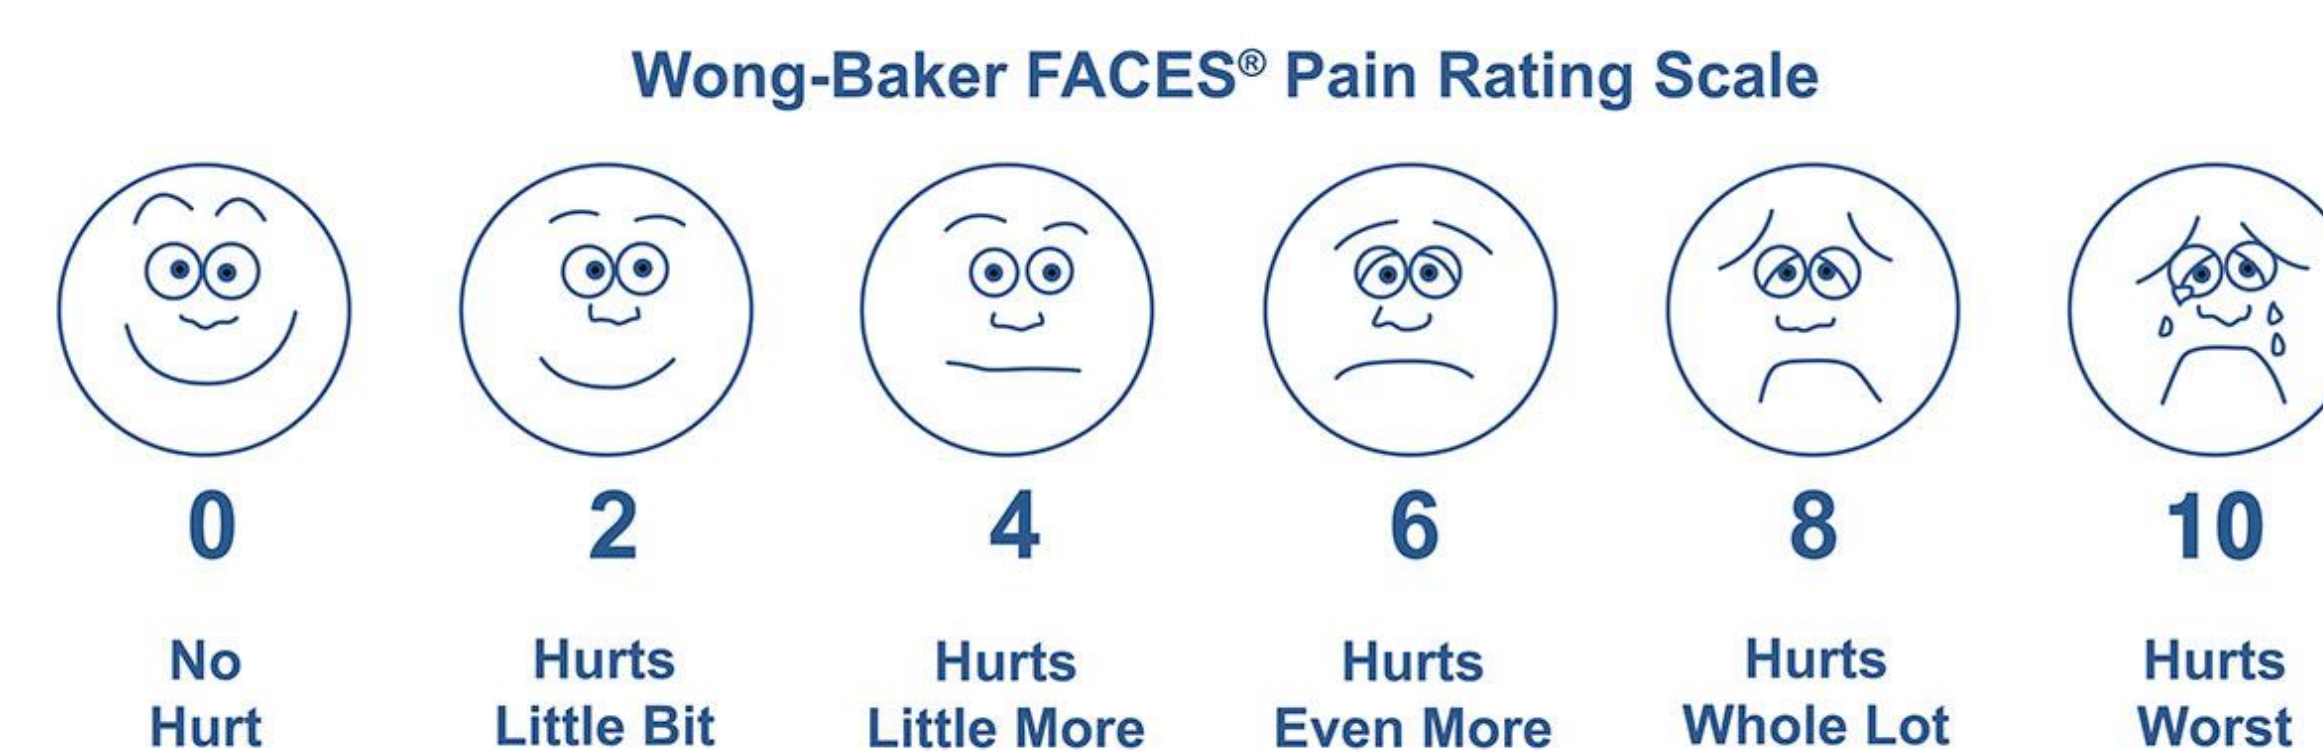 Wong-Baker FACES® Pain Rating Scale
0 2 4 6 8 10
No Hurts Hurts Hurts Hurts Hurts
Hurt Little Bit Little More Even More Whole Lot Worst